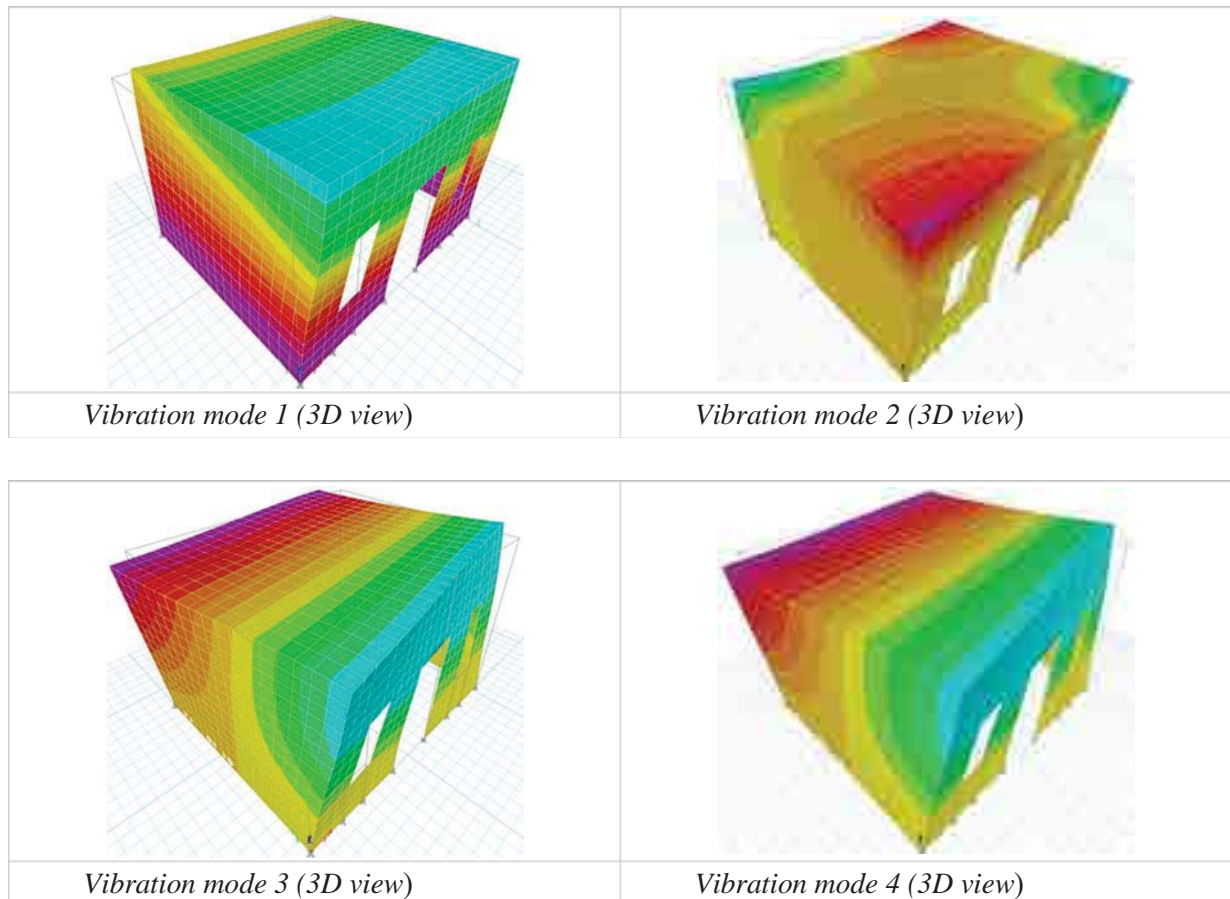 Vibration mode 1 (3D view)
Vibration mode 2 (3D view)
Vibration mode 3 (3D view)
Vibration mode 4 (3D view)